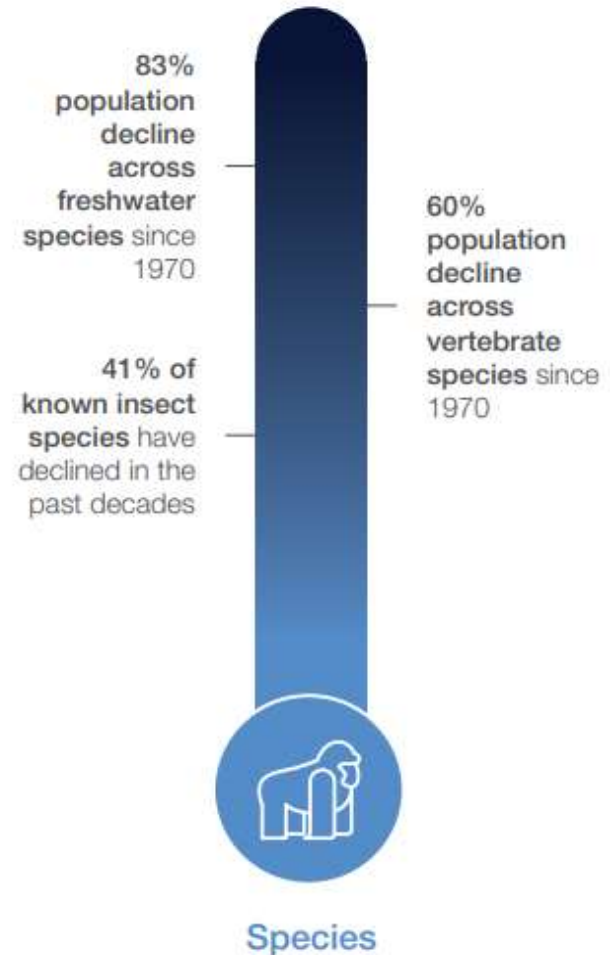 83%
population
decline
across
freshwater
species since
1970
60%
population
decline
across
vertebrate
species since
1970
41% of
known insect
species have
declined in the
past decades
Species